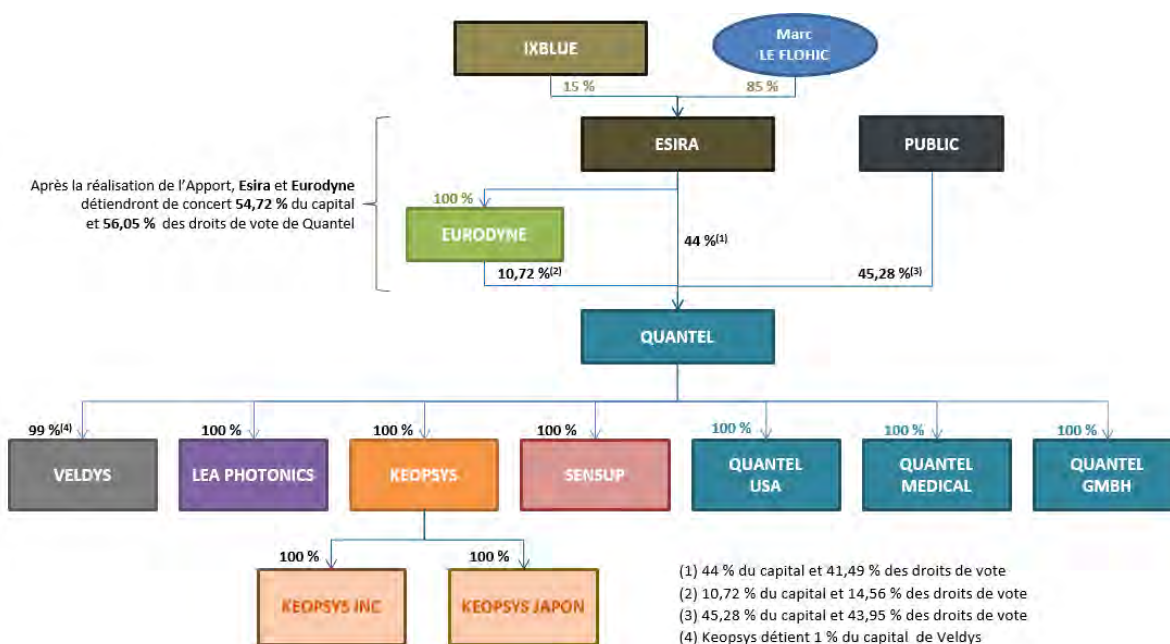 IXBLUE
Marc
LE FLOHIC
15 %
85 %
ESIRA
PUBLIC
Après la réalisation de l'Apport, Esira et Eurodyne
détiendront de concert 54,72 % du capital
et 56,05 % des droits de vote de Quantel
100 %
EURODYNE
44 %(1)
10,72 %(2)
45,28 %(3)
QUANTEL
99 %(4)
100 %
100 %
100 %
100 %
100 %
100 %
VELDYS
LEA PHOTONICS
KEOPSYS
SENSUP
QUANTEL
USA
QUANTEL
MEDICAL
QUANTEL
GMBH
100 %
100 %
KEOPSYS INC
KEOPSYS JAPON
(1) 44 % du capital et 41,49 % des droits de vote
(2) 10,72 % du capital et 14,56 % des droits de vote
(3) 45,28 % du capital et 43,95 % des droits de vote
(4) Keopsys détient 1 % du capital de Veldys